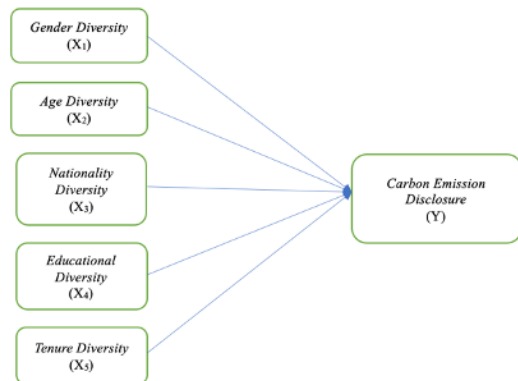 Gender Diversity
(X₁)
Age Diversity
(X₂)
Nationality
Diversity
(X₃)
Educational
Diversity
(X₄)
Tenure Diversity
(X₅)
Carbon Emission
Disclosure
(Y)